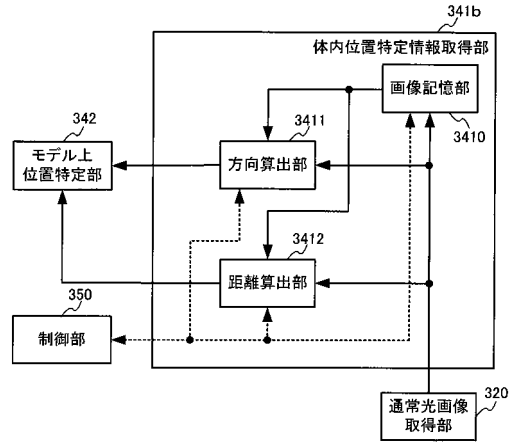 341b
体内位置特定情報取得部
画像記憶部
3410
342
モデル上
位置特定部
3411
方向算出部
3412
距離算出部
350
制御部
通常光画像
取得部
320